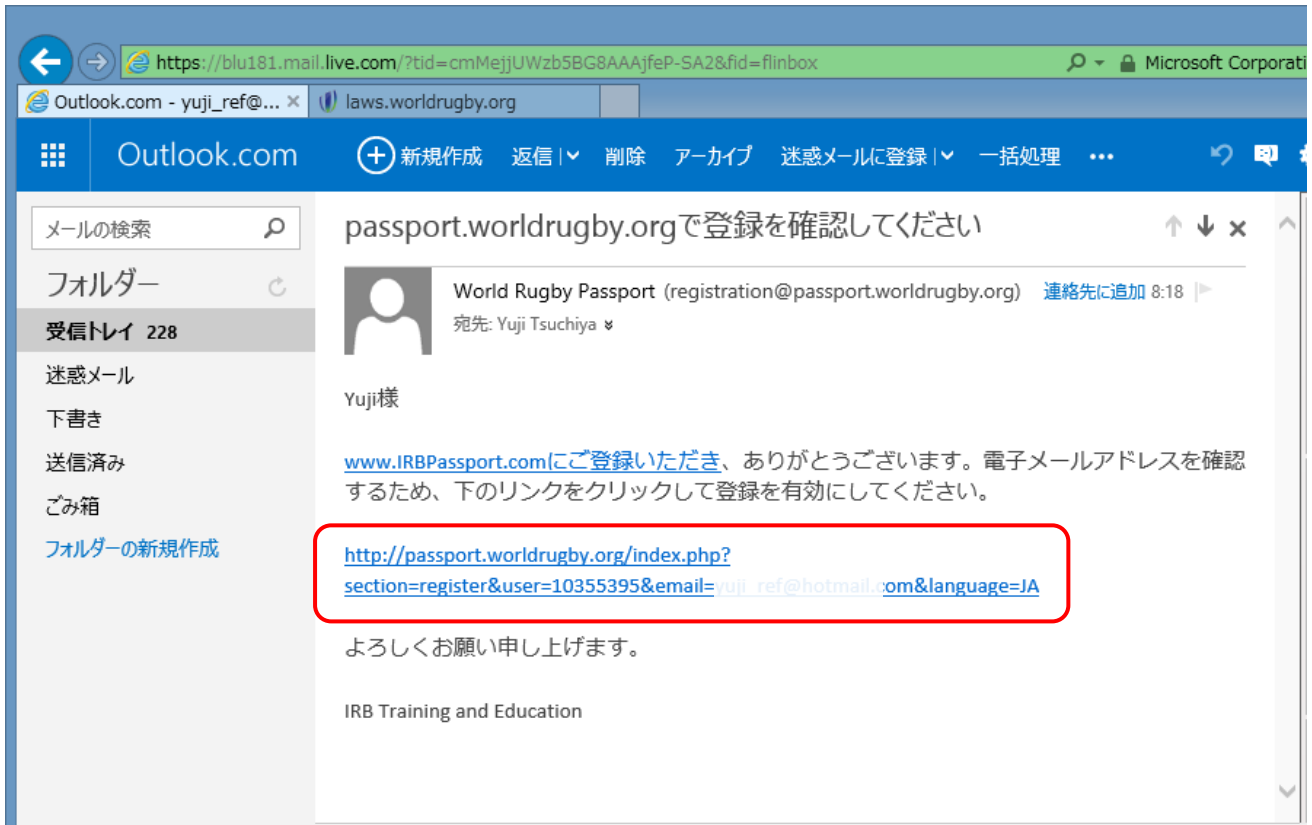 https://blu181.mail.live.com/?tid=cmMejjUWzb5BG8AAAjfeP-SA2&fid=flinbox
Microsoft Corporati
Outlook.com - yuji_ref@...
laws.worldrugby.org
Outlook.com
新規作成 返信 削除 アーカイブ 迷惑メールに登録 一括処理 •••
メールの検索
フォルダー
受信トレイ 228
迷惑メール
下書き
送信済み
ごみ箱
フォルダーの新規作成
passport.worldrugby.orgで登録を確認してください
World Rugby Passport (registration@passport.worldrugby.org) 連絡先に追加 8:18
宛先: Yuji Tsuchiya
Yuji様
www.IRBPassport.comにご登録いただき、ありがとうございます。電子メールアドレスを確認
するため、下のリンクをクリックして登録を有効にしてください。
http://passport.worldrugby.org/index.php?
section=register&user=10355395&email=yuji_ref@hotmail.com&language=JA
よろしくお願い申し上げます。
IRB Training and Education